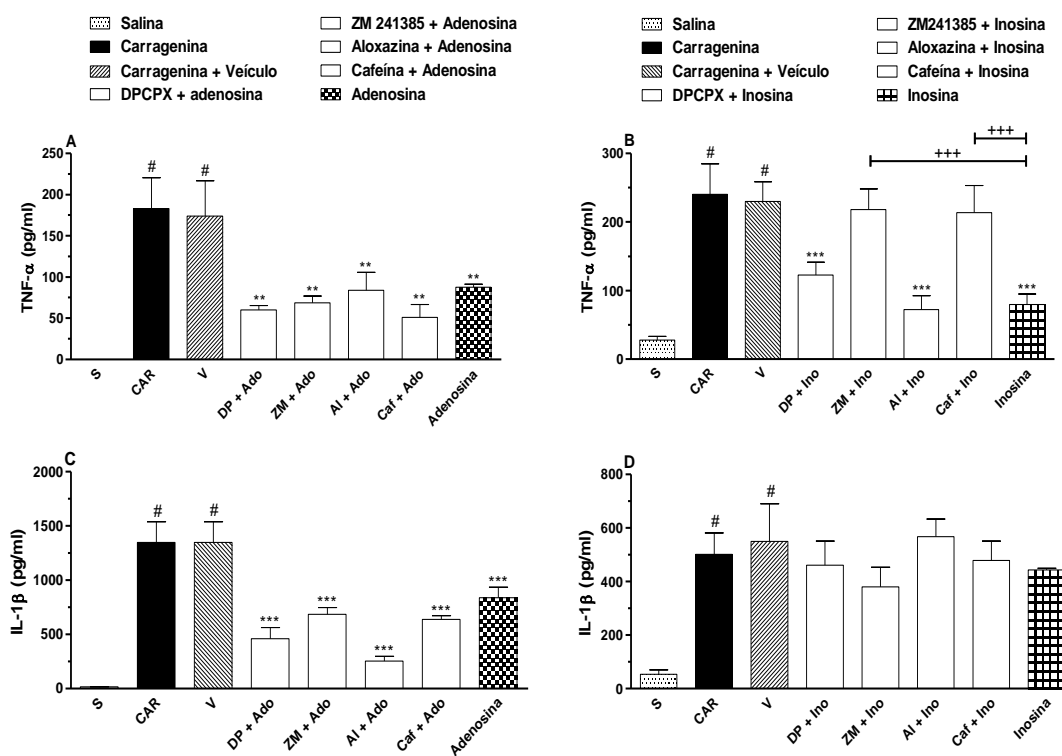 Salina
Carragenina
Carragenina + Veículo
DPCPX + adenosina
ZM 241385 + Adenosina
Aloxazina + Adenosina
Cafeína + Adenosina
Adenosina
Salina
Carragenina
Carragenina + Veículo
DPCPX + Inosina
ZM241385 + Inosina
Aloxazina + Inosina
Cafeína + Inosina
Inosina
A
TNF-α (pg/ml)
250
200
150
100
50
0
# # ** ** ** ** **
S CAR V DP + Ado ZM + Ado Al + Ado Caf + Ado Adenosina
B
TNF-α (pg/ml)
300
200
100
0
+++
+++
# # *** *** ***
S CAR V DP + Ino ZM + Ino Al + Ino Caf + Ino Inosina
C
IL-1β (pg/ml)
2000
1500
1000
500
0
# # *** *** *** *** ***
S CAR V DP + Ado ZM + Ado Al + Ado Caf + Ado Adenosina
D
IL-1β (pg/ml)
800
600
400
200
0
# #
S CAR V DP + Ino ZM + Ino Al + Ino Caf + Ino Inosina